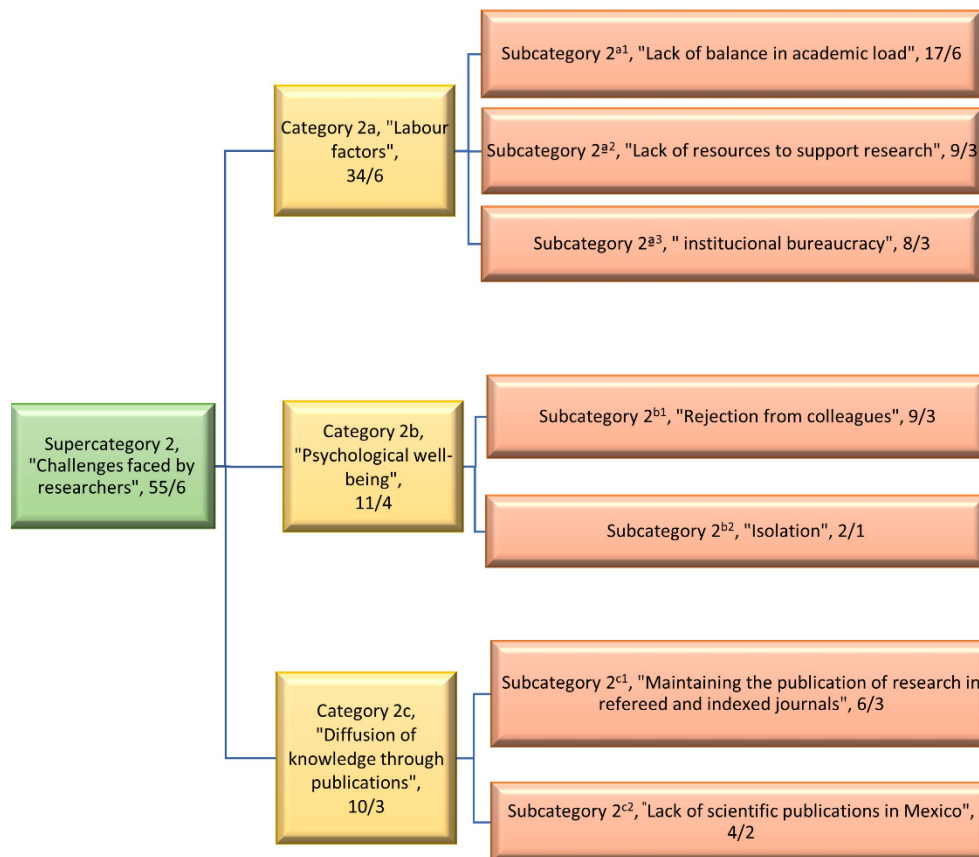 Supercategory 2,
"Challenges faced by
researchers", 55/6
Category 2a, "Labour
factors",
34/6
Subcategory 2ᵃ¹, "Lack of balance in academic load", 17/6
Subcategory 2ª², "Lack of resources to support research", 9/3
Subcategory 2ª³, " institucional bureaucracy", 8/3
Category 2b,
"Psychological well-
being",
11/4
Subcategory 2ᵇ¹, "Rejection from colleagues", 9/3
Subcategory 2ᵇ², "Isolation", 2/1
Category 2c,
"Diffusion of
knowledge through
publications",
10/3
Subcategory 2ᶜ¹, "Maintaining the publication of research in
refereed and indexed journals", 6/3
Subcategory 2ᶜ², "Lack of scientific publications in Mexico",
4/2